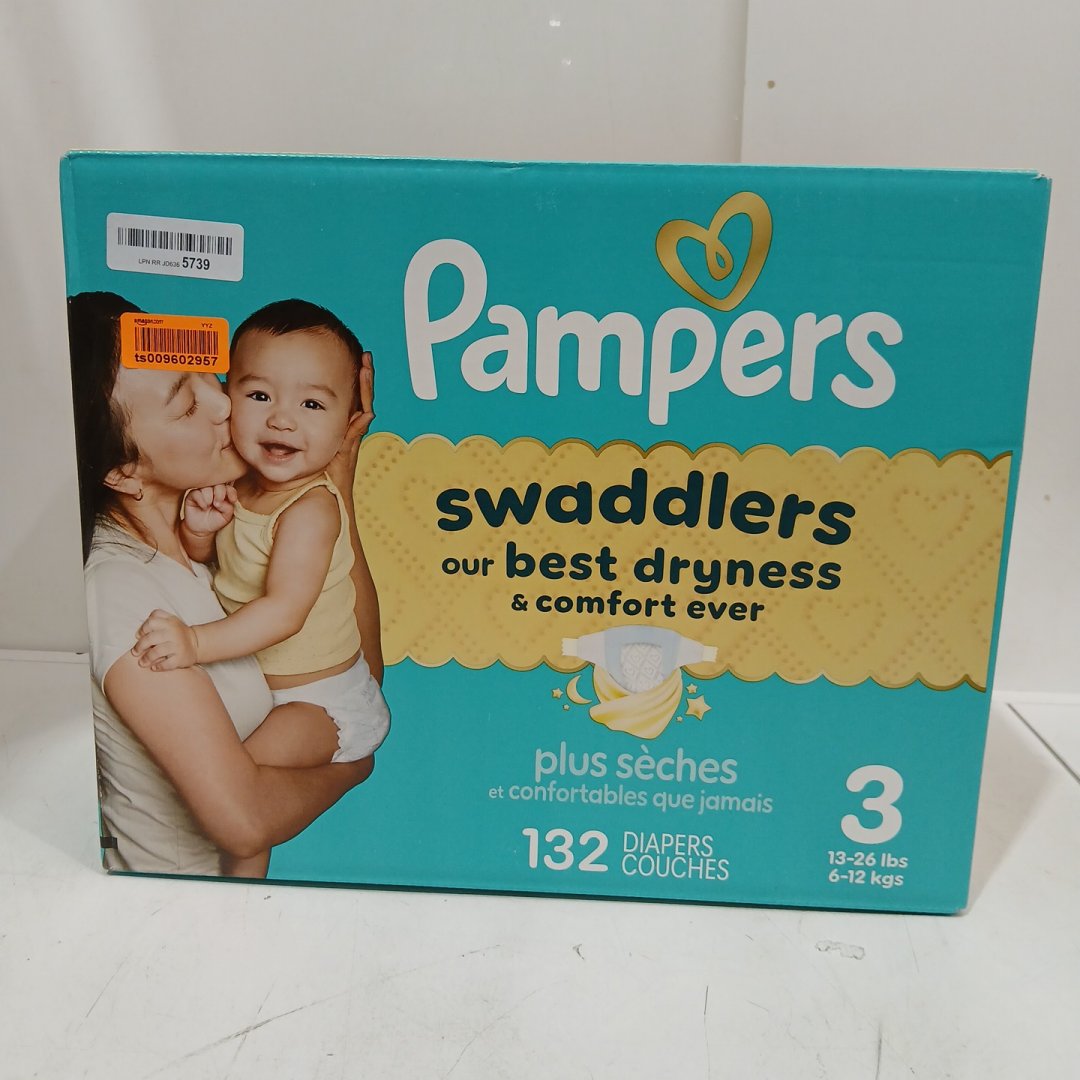 LPN RR JD636 5739
amazon.com
YYZ
ts009602957
Pampers
swaddlers
our best dryness
& comfort ever
plus sèches
et confortables que jamais
132 DIAPERS
COUCHES
3
13-26 lbs
6-12 kgs